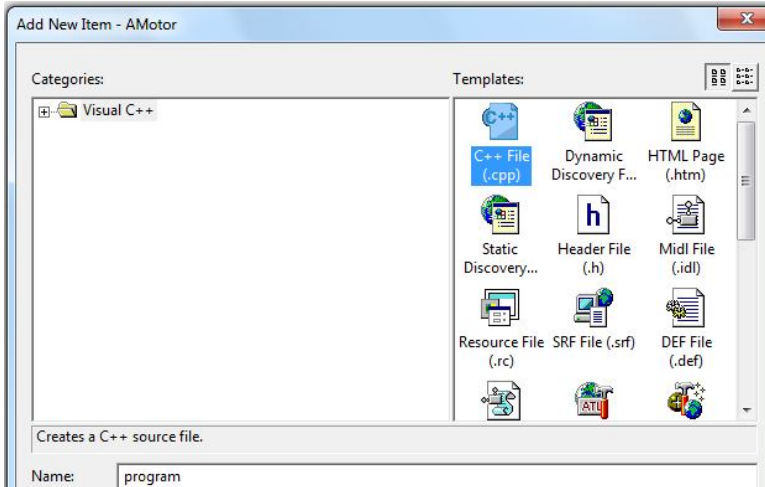 Add New Item - AMotor
Categories:
Templates:
Visual C++
C++ File
(.cpp)
Dynamic
Discovery F...
HTML Page
(.htm)
Static
Discovery...
Header File
(.h)
Midl File
(.idl)
Resource File
(.rc)
SRF File (.srf)
DEF File
(.def)
Creates a C++ source file.
Name:
program